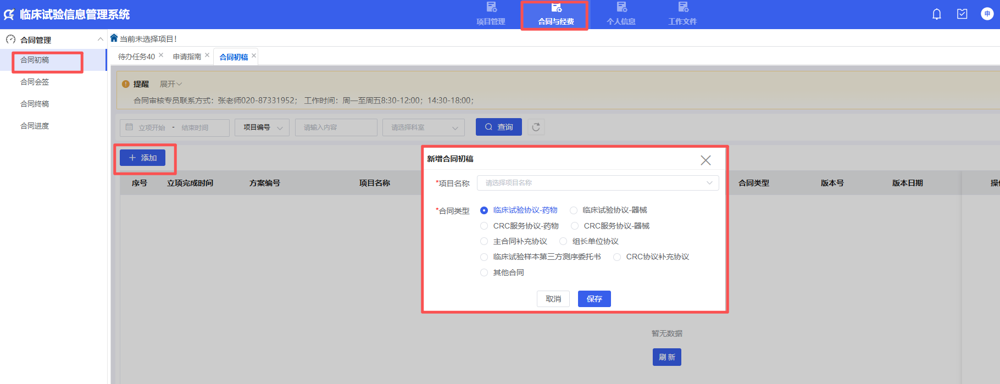 临床试验信息管理系统
项目管理
合同与经费
个人信息
工作文件
申
合同管理
合同初稿
合同会签
合同终稿
合同进度
当前未选择项目！
待办任务40
申请指南
合同初稿
提醒 展开
合同审核专员联系方式：张老师020-87331952； 工作时间：周一至周五8:30-12:00；14:30-18:00；
立项开始 - 结束时间
项目编号
请输入内容
请选择科室
查询
添加
序号 立项完成时间 方案编号 项目名称 合同类型 版本号 版本日期
新增合同初稿
*项目名称 请选择项目名称
*合同类型 临床试验协议-药物 临床试验协议-器械
CRC服务协议-药物 CRC服务协议-器械
主合同补充协议 组长单位协议
临床试验样本第三方测序委托书 CRC协议补充协议
其他合同
取消 保存
暂无数据
刷 新